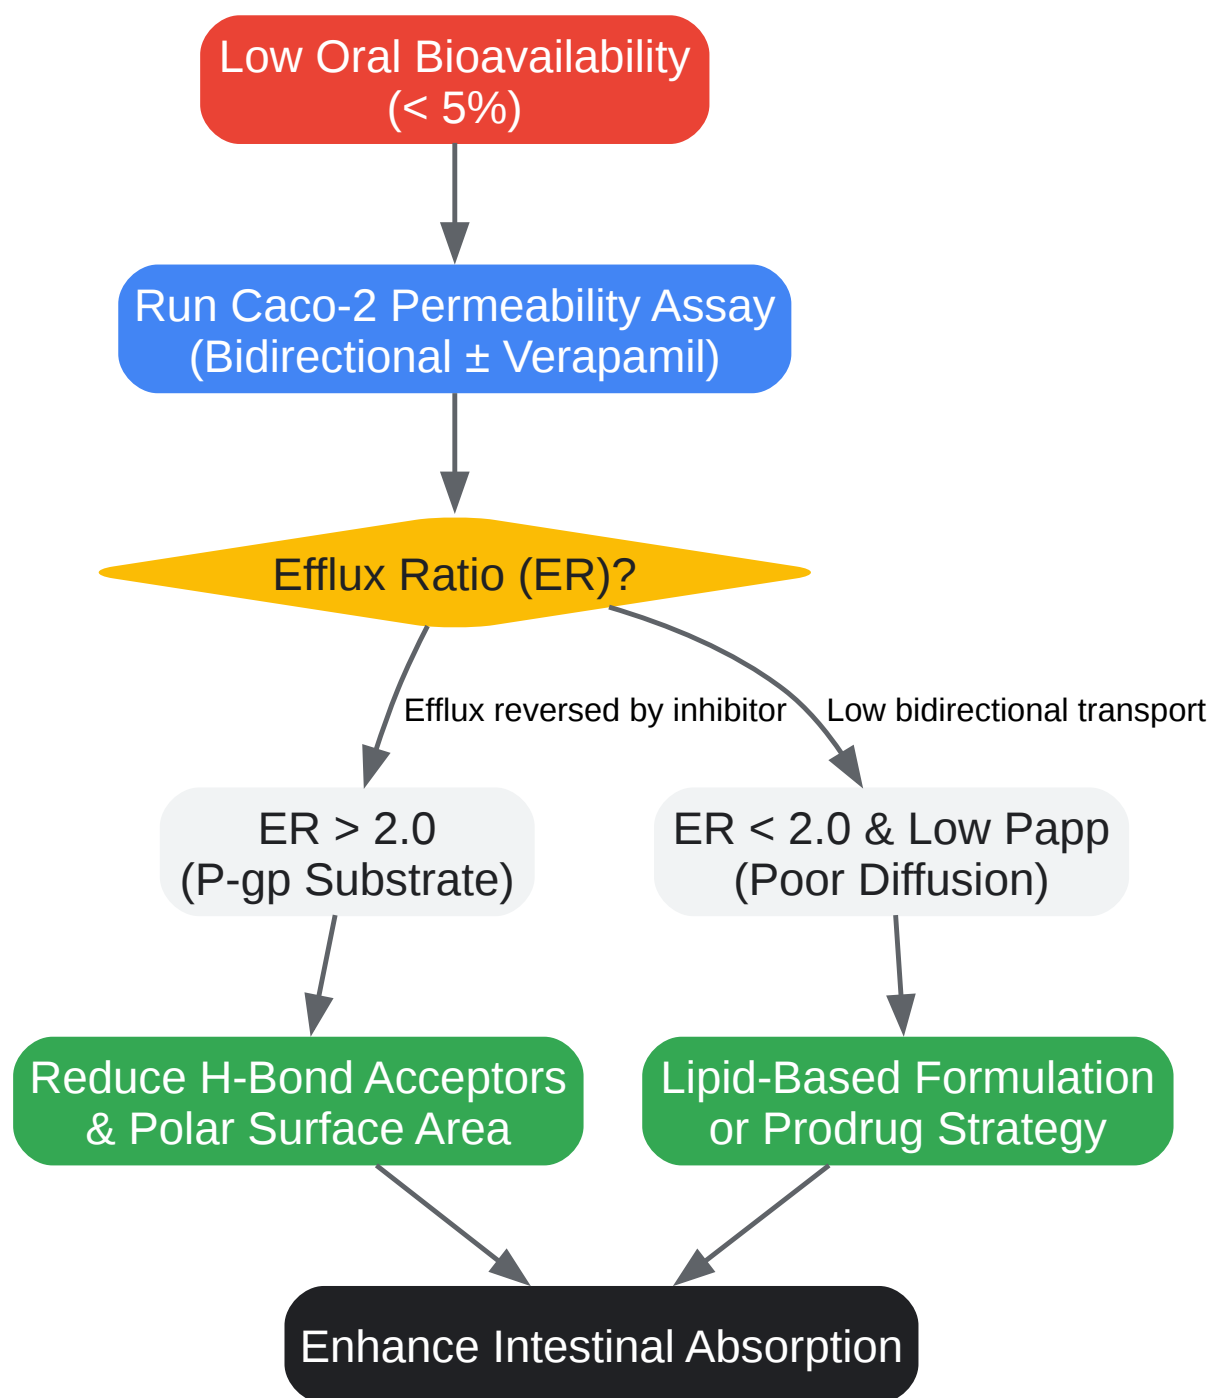 Low Oral Bioavailability
(< 5%)
Run Caco-2 Permeability Assay
(Bidirectional ± Verapamil)
Efflux Ratio (ER)?
Efflux reversed by inhibitor
Low bidirectional transport
ER > 2.0
(P-gp Substrate)
ER < 2.0 & Low Papp
(Poor Diffusion)
Reduce H-Bond Acceptors
& Polar Surface Area
Lipid-Based Formulation
or Prodrug Strategy
Enhance Intestinal Absorption